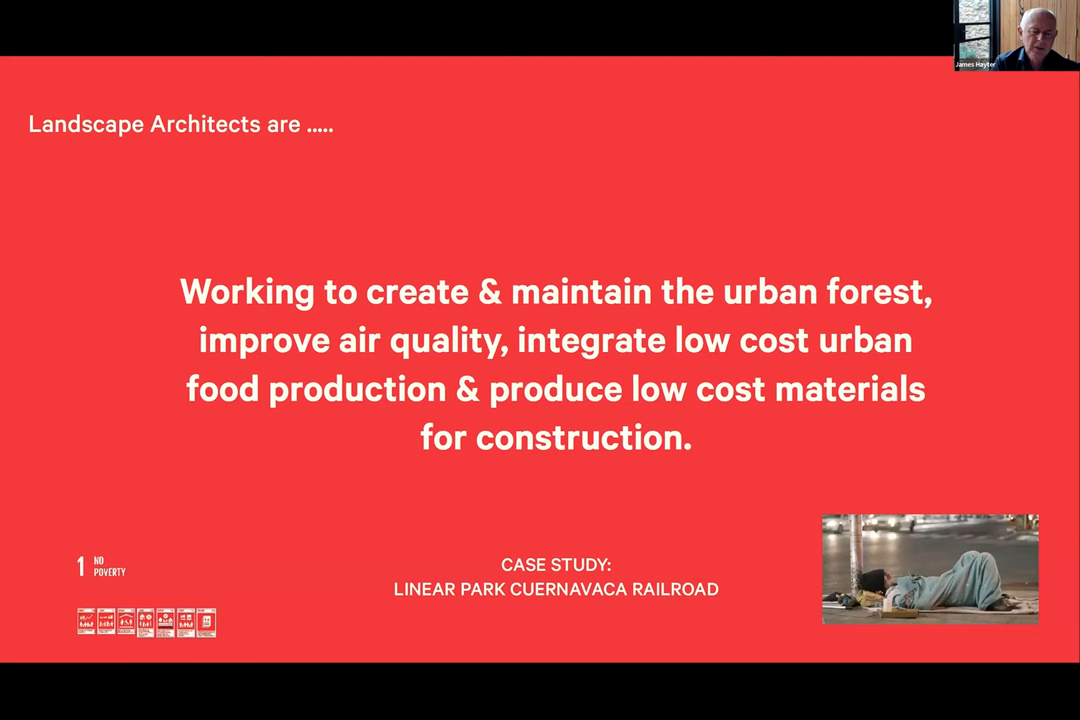 James Hayter
Landscape Architects are .....
Working to create & maintain the urban forest,
improve air quality, integrate low cost urban
food production & produce low cost materials
for construction.
1 NO
POVERTY
CASE STUDY:
LINEAR PARK CUERNAVACA RAILROAD